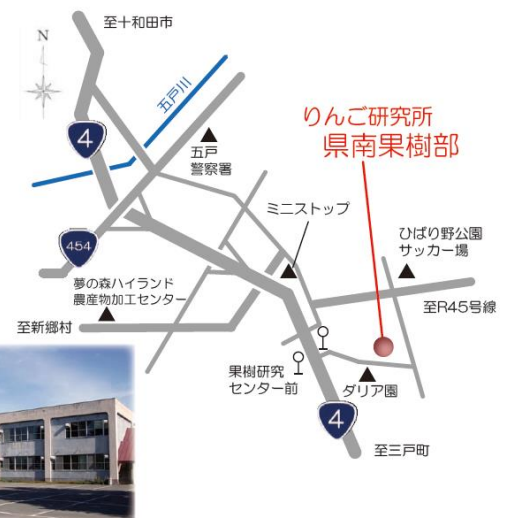 至十和田市
N
4
五戸川
五戸
警察署
りんご研究所
県南果樹部
ミニストップ
454
ひばり野公園
サッカー場
夢の森ハイランド
農産物加工センター
至R45号線
至新郷村
果樹研究
センター前
ダリア園
4
至三戸町